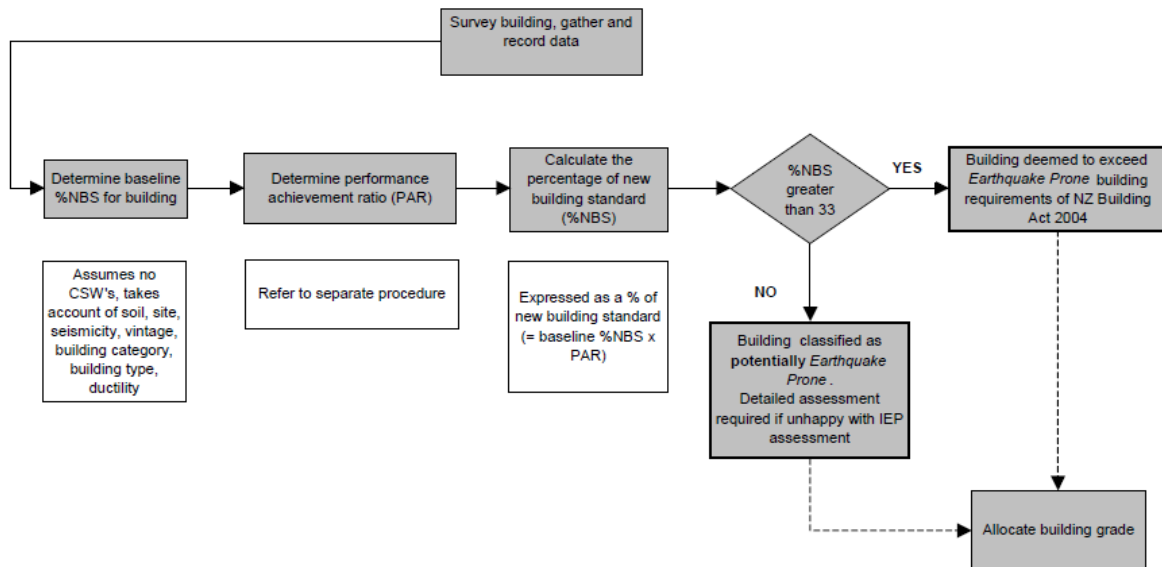 Survey building, gather and
record data
Determine baseline
%NBS for building
Determine performance
achievement ratio (PAR)
Calculate the
percentage of new
building standard
(%NBS)
%NBS
greater
than 33
YES
Building deemed to exceed
Earthquake Prone building
requirements of NZ Building
Act 2004
Assumes no
CSW's, takes
account of soil, site,
seismicity, vintage,
building category,
building type,
ductility
Refer to separate procedure
Expressed as a % of
new building standard
(= baseline %NBS x
PAR)
NO
Building classified as
potentially Earthquake
Prone .
Detailed assessment
required if unhappy with IEP
assessment
Allocate building grade